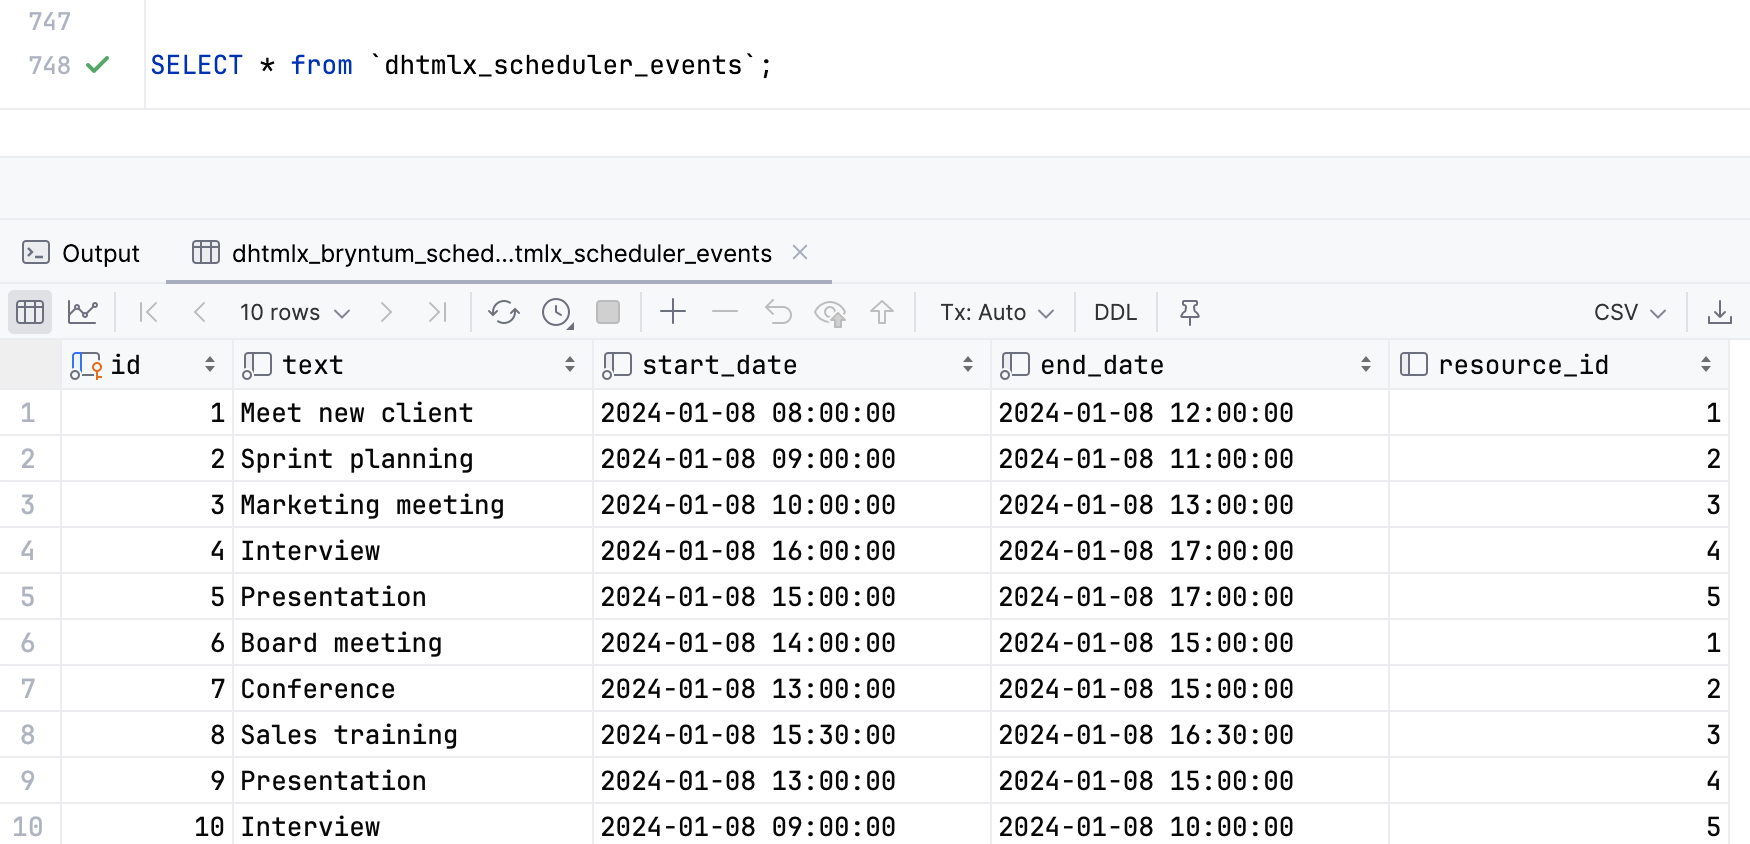 747
748 SELECT * from `dhtmlx_scheduler_events`;
Output dhtmlx_bryntum_sched...tmlx_scheduler_events
10 rows Tx: Auto DDL CSV
id text start_date end_date resource_id
1 1 Meet new client 2024-01-08 08:00:00 2024-01-08 12:00:00 1
2 2 Sprint planning 2024-01-08 09:00:00 2024-01-08 11:00:00 2
3 3 Marketing meeting 2024-01-08 10:00:00 2024-01-08 13:00:00 3
4 4 Interview 2024-01-08 16:00:00 2024-01-08 17:00:00 4
5 5 Presentation 2024-01-08 15:00:00 2024-01-08 17:00:00 5
6 6 Board meeting 2024-01-08 14:00:00 2024-01-08 15:00:00 1
7 7 Conference 2024-01-08 13:00:00 2024-01-08 15:00:00 2
8 8 Sales training 2024-01-08 15:30:00 2024-01-08 16:30:00 3
9 9 Presentation 2024-01-08 13:00:00 2024-01-08 15:00:00 4
10 10 Interview 2024-01-08 09:00:00 2024-01-08 10:00:00 5